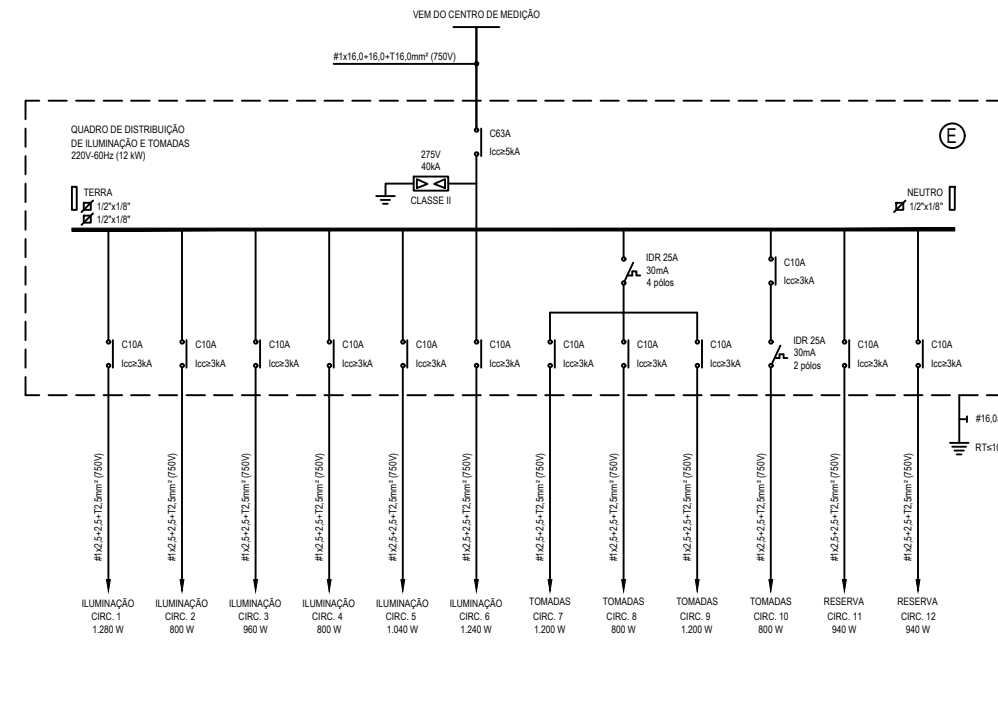 VEM DO CENTRO DE MEDIÇÃO
#1x16,0+16,0+T16,0mm² (750V)
QUADRO DE DISTRIBUIÇÃO
DE ILUMINAÇÃO E TOMADAS
220V-60Hz (12 kW)
C63A
Icc≥5kA
E
275V
40kA
CLASSE II
TERRA
1/2"x1/8"
1/2"x1/8"
NEUTRO
1/2"x1/8"
IDR 25A
30mA
4 pólos
C10A
Icc≥3kA
C10A
Icc≥3kA
C10A
Icc≥3kA
C10A
Icc≥3kA
C10A
Icc≥3kA
C10A
Icc≥3kA
C10A
Icc≥3kA
C10A
Icc≥3kA
C10A
Icc≥3kA
C10A
Icc≥3kA
IDR 25A
30mA
2 pólos
C10A
Icc≥3kA
C10A
Icc≥3kA
#16,0
RT≤10
#1x2,5+2,5+T2,5mm² (750V)
#1x2,5+2,5+T2,5mm² (750V)
#1x2,5+2,5+T2,5mm² (750V)
#1x2,5+2,5+T2,5mm² (750V)
#1x2,5+2,5+T2,5mm² (750V)
#1x2,5+2,5+T2,5mm² (750V)
#1x2,5+2,5+T2,5mm² (750V)
#1x2,5+2,5+T2,5mm² (750V)
#1x2,5+2,5+T2,5mm² (750V)
#1x2,5+2,5+T2,5mm² (750V)
#1x2,5+2,5+T2,5mm² (750V)
#1x2,5+2,5+T2,5mm² (750V)
ILUMINAÇÃO
CIRC. 1
1.280 W
ILUMINAÇÃO
CIRC. 2
800 W
ILUMINAÇÃO
CIRC. 3
960 W
ILUMINAÇÃO
CIRC. 4
800 W
ILUMINAÇÃO
CIRC. 5
1.040 W
ILUMINAÇÃO
CIRC. 6
1.240 W
TOMADAS
CIRC. 7
1.200 W
TOMADAS
CIRC. 8
800 W
TOMADAS
CIRC. 9
1.200 W
TOMADAS
CIRC. 10
800 W
RESERVA
CIRC. 11
940 W
RESERVA
CIRC. 12
940 W